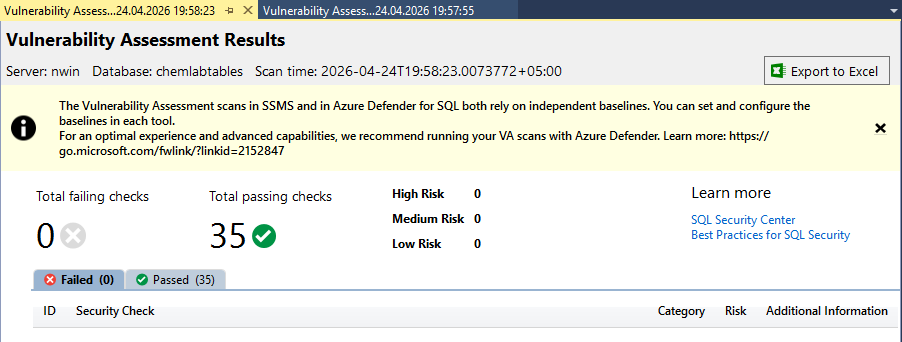 Vulnerability Assess...24.04.2026 19:58:23
Vulnerability Assess...24.04.2026 19:57:55
Vulnerability Assessment Results
Server: nwin Database: chemlabtables Scan time: 2026-04-24T19:58:23.0073772+05:00
Export to Excel
The Vulnerability Assessment scans in SSMS and in Azure Defender for SQL both rely on independent baselines. You can set and configure the
baselines in each tool.
For an optimal experience and advanced capabilities, we recommend running your VA scans with Azure Defender. Learn more: https://
go.microsoft.com/fwlink/?linkid=2152847
Total failing checks
0
Total passing checks
35
High Risk 0
Medium Risk 0
Low Risk 0
Learn more
SQL Security Center
Best Practices for SQL Security
Failed (0)
Passed (35)
ID Security Check Category Risk Additional Information